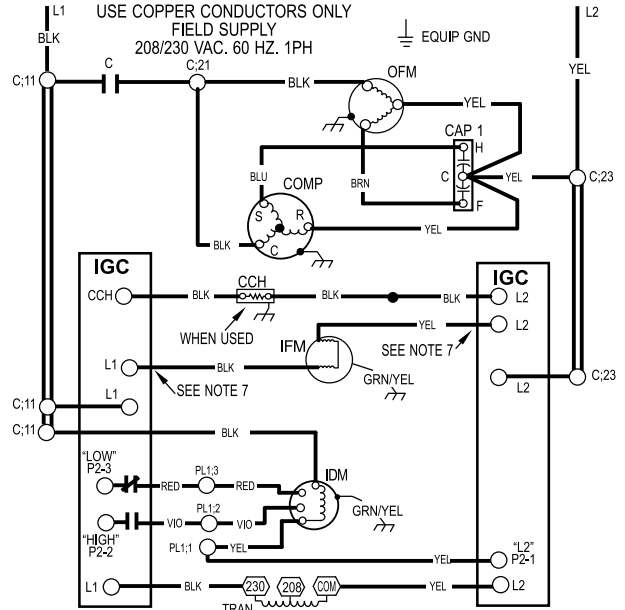 L1
USE COPPER CONDUCTORS ONLY
L2
BLK
FIELD SUPPLY
208/230 VAC. 60 HZ. 1PH
EQUIP GND
C;11
C
C;21
BLK
OFM
YEL
YEL
CAP 1
H
BLU
COMP
BRN
C
YEL
C;23
S
R
F
C
BLK
YEL
IGC
IGC
CCH
BLK
CCH
BLK
BLK
L2
WHEN USED
YEL
L2
IFM
SEE NOTE 7
L1
BLK
GRN/YEL
SEE NOTE 7
L2
C;23
L1
C;11
C;11
BLK
"LOW"
P2-3
RED
PL1;3
RED
IDM
GRN/YEL
VIO
PL1;2
VIO
"HIGH"
P2-2
PL1;1
YEL
YEL
"L2"
P2-1
L1
BLK
230
208
COM
YEL
L2
TRAN